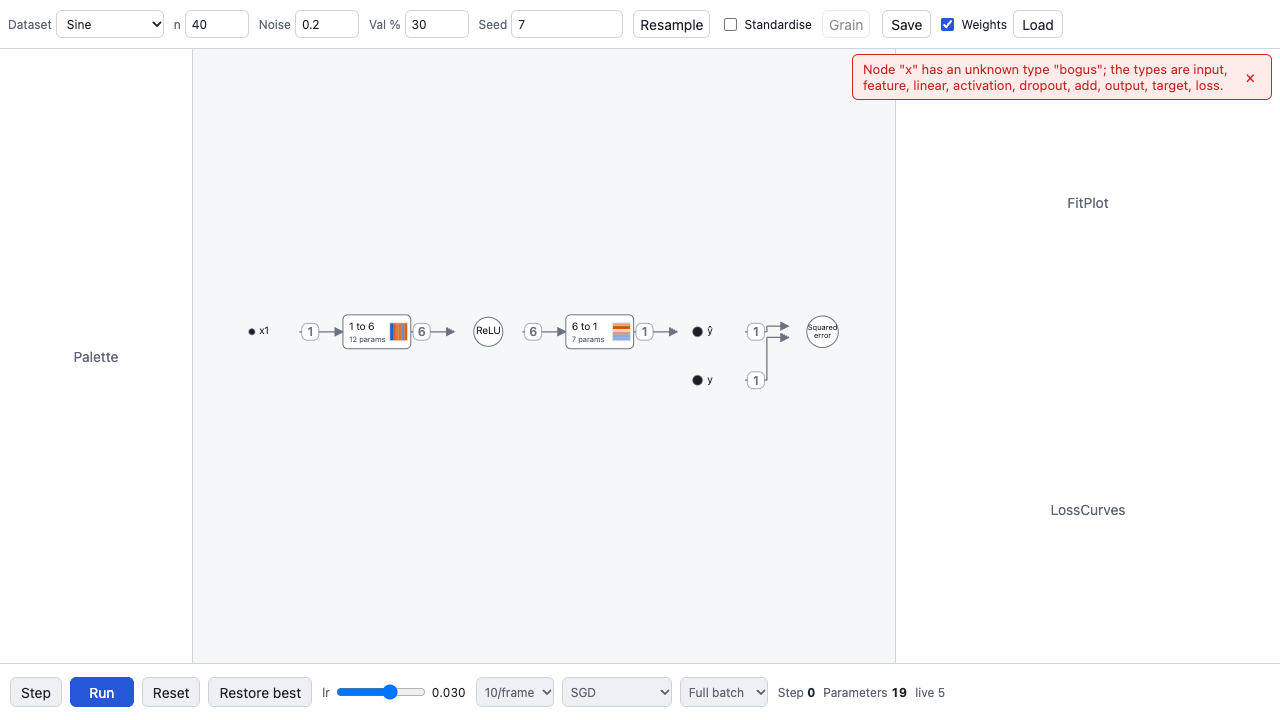 Dataset Sine n 40 Noise 0.2 Val % 30 Seed 7 Resample Standardise Grain Save Weights Load
Node "x" has an unknown type "bogus"; the types are input,
feature, linear, activation, dropout, add, output, target, loss.
×
Palette
x1
1
1 to 6
12 params
6
ReLU
6
6 to 1
7 params
1
ŷ
1
Squared
error
y
1
FitPlot
LossCurves
Step Run Reset Restore best lr 0.030 10/frame SGD Full batch Step 0 Parameters 19 live 5